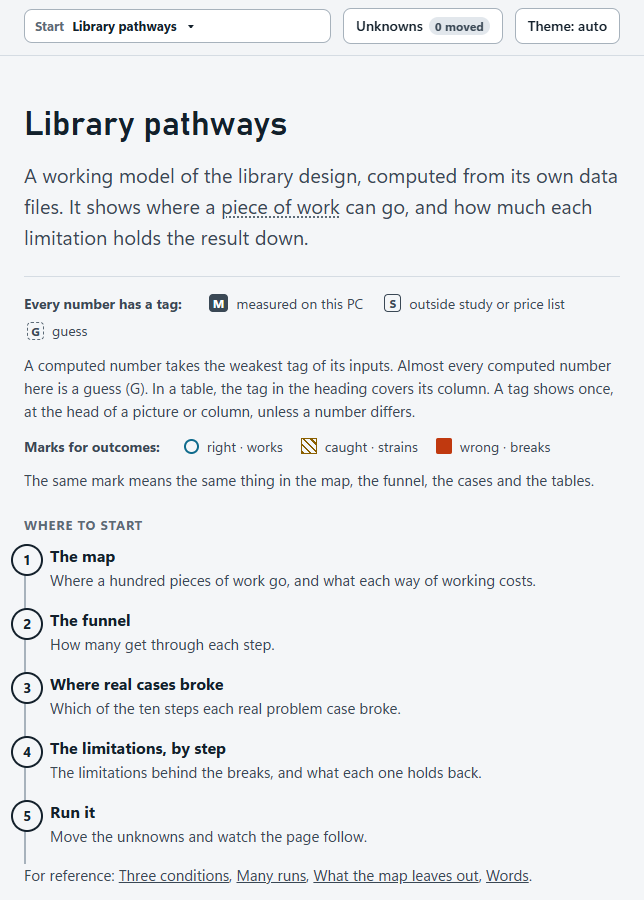 Start Library pathways
Unknowns 0 moved
Theme: auto
Library pathways
A working model of the library design, computed from its own data
files. It shows where a piece of work can go, and how much each
limitation holds the result down.
Every number has a tag: M measured on this PC S outside study or price list
G guess
A computed number takes the weakest tag of its inputs. Almost every computed number
here is a guess (G). In a table, the tag in the heading covers its column. A tag shows once,
at the head of a picture or column, unless a number differs.
Marks for outcomes: right · works caught · strains wrong · breaks
The same mark means the same thing in the map, the funnel, the cases and the tables.
WHERE TO START
1 The map
Where a hundred pieces of work go, and what each way of working costs.
2 The funnel
How many get through each step.
3 Where real cases broke
Which of the ten steps each real problem case broke.
4 The limitations, by step
The limitations behind the breaks, and what each one holds back.
5 Run it
Move the unknowns and watch the page follow.
For reference: Three conditions, Many runs, What the map leaves out, Words.